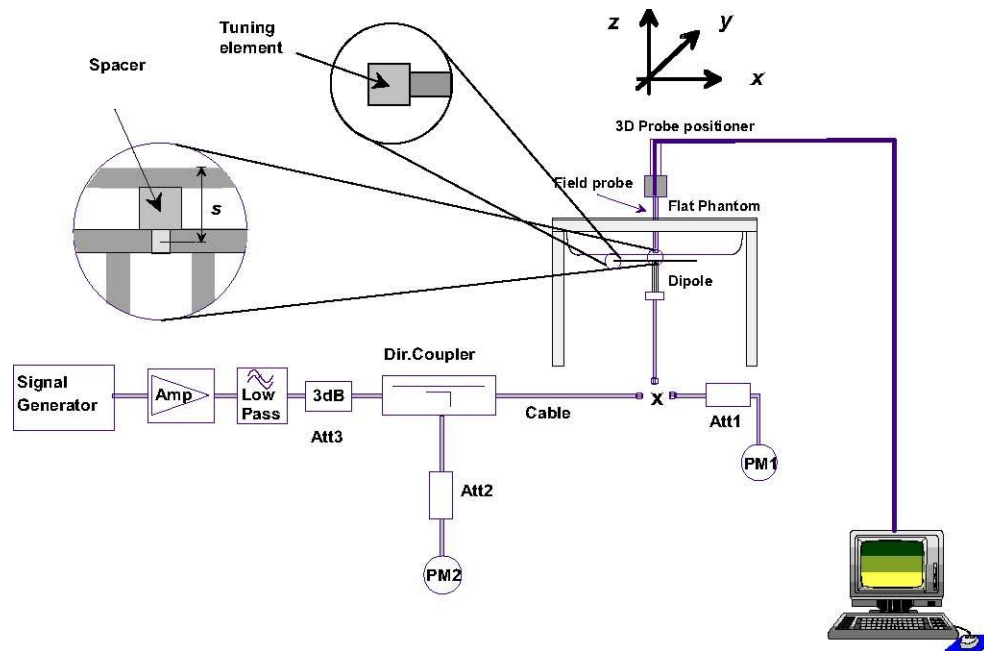 Tuning
element
Spacer
s
z
y
x
3D Probe positioner
Field probe
Flat Phantom
Dipole
Dir.Coupler
Signal
Generator
Amp
Low
Pass
3dB
Att3
Cable
X
Att1
PM1
Att2
PM2